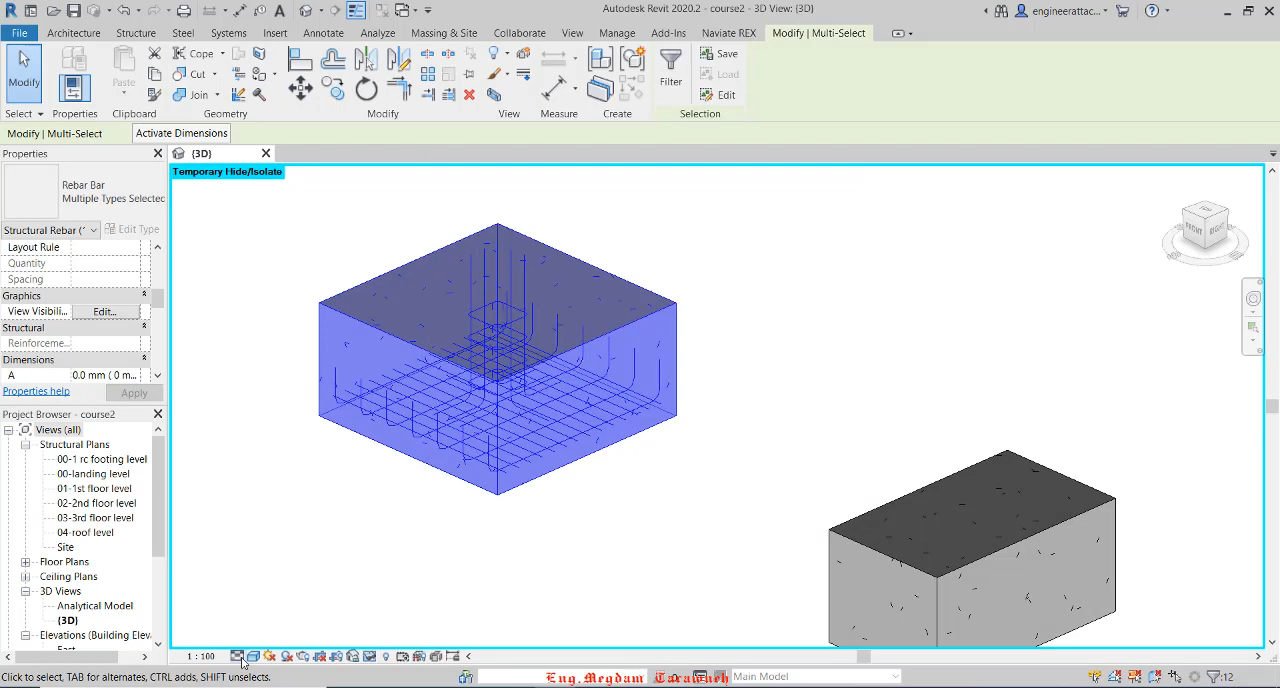 Autodesk Revit 2020.2 - course2 - 3D View: {3D}
engineerattac...
File
Architecture
Structure
Steel
Systems
Insert
Annotate
Analyze
Massing & Site
Collaborate
View
Manage
Add-Ins
Naviate REX
Modify | Multi-Select
Modify
Paste
Cope
Cut
Join
Filter
Save
Load
Edit
Select
Properties
Clipboard
Geometry
Modify
View
Measure
Create
Selection
Modify | Multi-Select
Activate Dimensions
Properties
{3D}
Temporary Hide/Isolate
Rebar Bar
Multiple Types Selected
Structural Rebar (
Edit Type
Layout Rule
Quantity
Spacing
Graphics
View Visibili...
Edit...
Structural
Reinforceme...
Dimensions
A
0.0 mm ( 0 m...
Properties help
Apply
FRONT
RIGHT
Project Browser - course2
Views (all)
Structural Plans
00-1 rc footing level
00-landing level
01-1st floor level
02-2nd floor level
03-3rd floor level
04-roof level
Site
Floor Plans
Ceiling Plans
3D Views
Analytical Model
{3D}
Elevations (Building Eleva
1 : 100
Click to select, TAB for alternates, CTRL adds, SHIFT unselects.
Eng.Meqdam Tarawneh
Main Model
:12